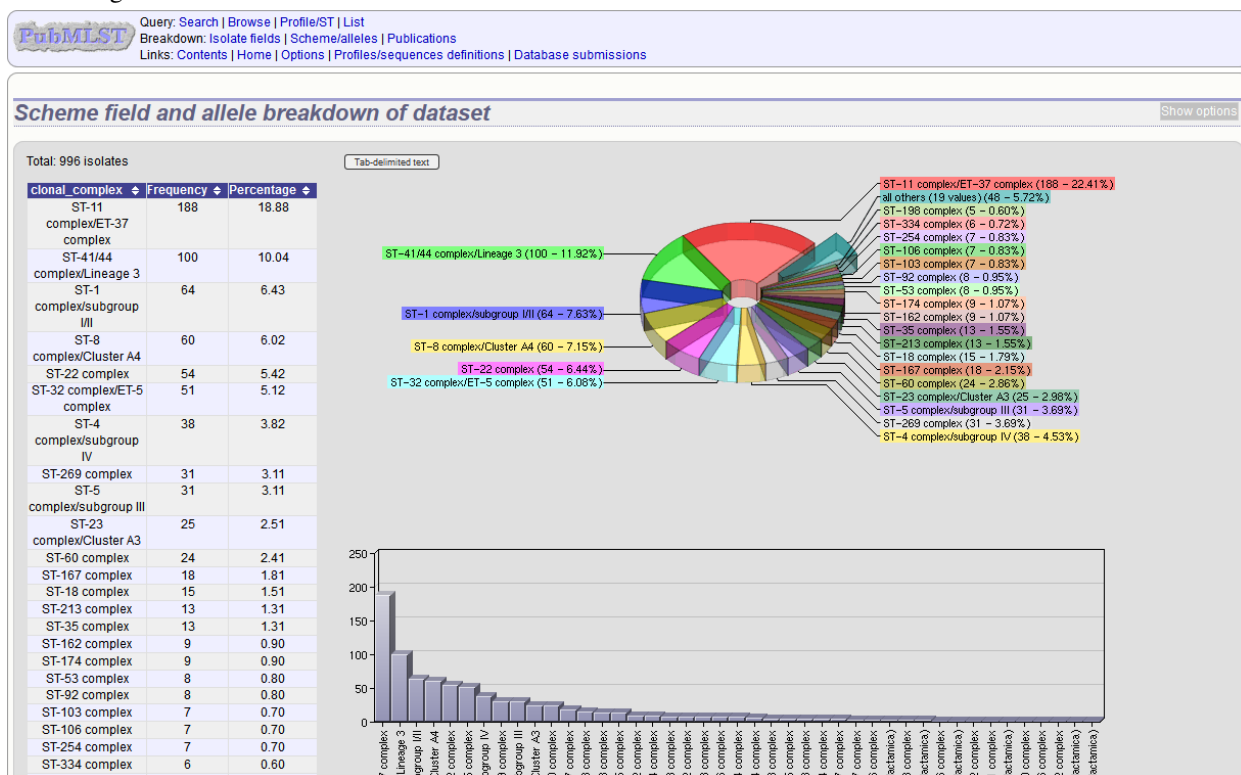 PubMLST
Query: Search | Browse | Profile/ST | List
Breakdown: Isolate fields | Scheme/alleles | Publications
Links: Contents | Home | Options | Profiles/sequences definitions | Database submissions
Scheme field and allele breakdown of dataset
Show options
Total: 996 isolates
Tab-delimited text
clonal_complex Frequency Percentage
ST-11 188 18.88
complex/ET-37
complex
ST-41/44 100 10.04
complex/Lineage 3
ST-1 64 6.43
complex/subgroup
I/II
ST-8 60 6.02
complex/Cluster A4
ST-22 complex 54 5.42
ST-32 complex/ET-5 51 5.12
complex
ST-4 38 3.82
complex/subgroup
IV
ST-269 complex 31 3.11
ST-5 31 3.11
complex/subgroup III
ST-23 25 2.51
complex/Cluster A3
ST-60 complex 24 2.41
ST-167 complex 18 1.81
ST-18 complex 15 1.51
ST-213 complex 13 1.31
ST-35 complex 13 1.31
ST-162 complex 9 0.90
ST-174 complex 9 0.90
ST-53 complex 8 0.80
ST-92 complex 8 0.80
ST-103 complex 7 0.70
ST-106 complex 7 0.70
ST-254 complex 7 0.70
ST-334 complex 6 0.60
ST-41/44 complex/Lineage 3 (100 - 11.92%)
ST-1 complex/subgroup I/II (64 - 7.63%)
ST-8 complex/Cluster A4 (60 - 7.15%)
ST-22 complex (54 - 6.44%)
ST-32 complex/ET-5 complex (51 - 6.08%)
ST-11 complex/ET-37 complex (188 - 22.41%)
all others (19 values) (48 - 5.72%)
ST-198 complex (5 - 0.60%)
ST-334 complex (6 - 0.72%)
ST-254 complex (7 - 0.83%)
ST-106 complex (7 - 0.83%)
ST-103 complex (7 - 0.83%)
ST-92 complex (8 - 0.95%)
ST-53 complex (8 - 0.95%)
ST-174 complex (9 - 1.07%)
ST-162 complex (9 - 1.07%)
ST-35 complex (13 - 1.55%)
ST-213 complex (13 - 1.55%)
ST-18 complex (15 - 1.79%)
ST-167 complex (18 - 2.15%)
ST-60 complex (24 - 2.86%)
ST-23 complex/Cluster A3 (25 - 2.98%)
ST-5 complex/subgroup III (31 - 3.69%)
ST-269 complex (31 - 3.69%)
ST-4 complex/subgroup IV (38 - 4.53%)
250
200
150
100
50
0